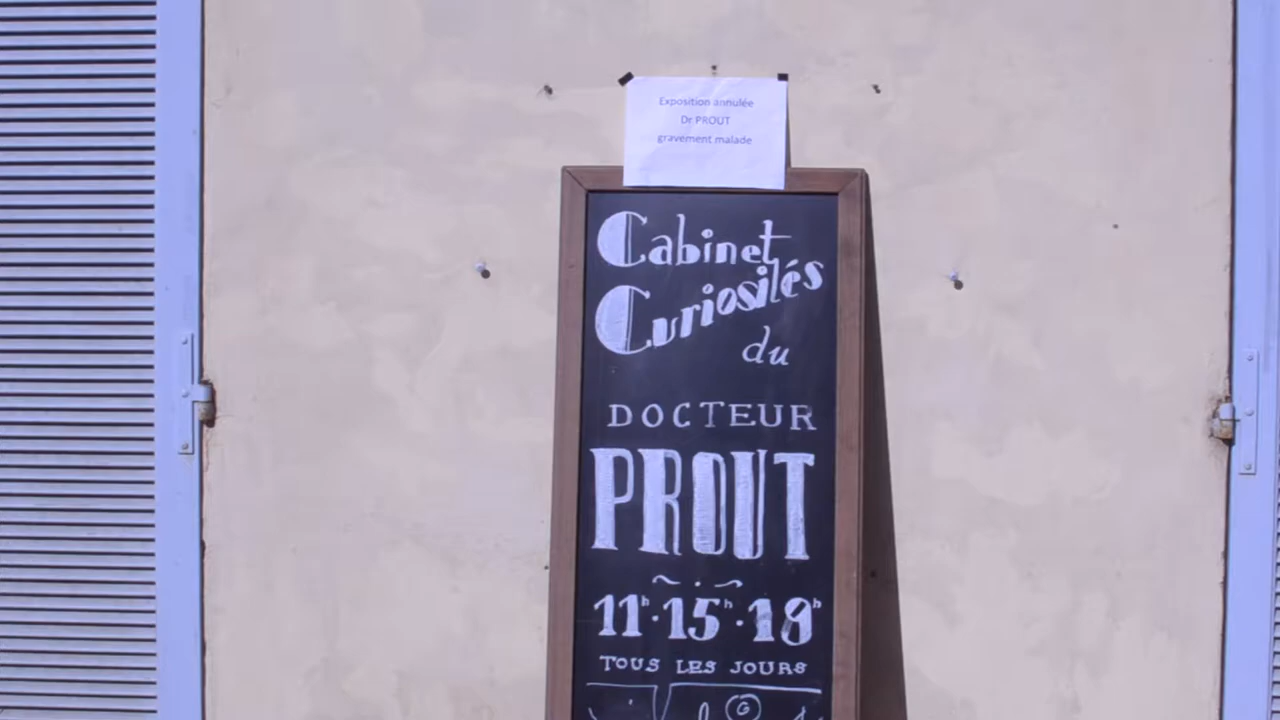 Exposition annulée
Dr PROUT
gravement malade
Cabinet
Curiosités
du
DOCTEUR
PROUT
11h·15h·18h
TOUS LES JOURS